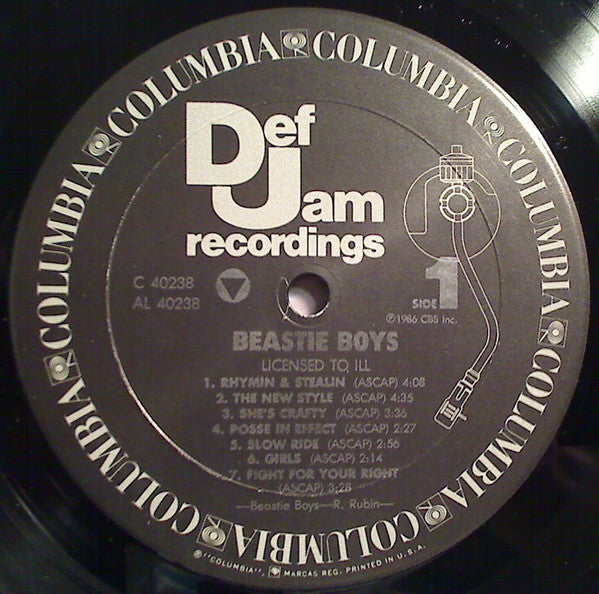 COLUMBIA COLUMBIA COLUMBIA COLUMBIA COLUMBIA COLUMBIA COLUMBIA COLUMBIA
Def
Jam
recordings
C 40238
AL 40238
SIDE 1
℗1986 CBS Inc.
BEASTIE BOYS
LICENSED TO ILL
1. RHYMIN & STEALIN (ASCAP) 4:08
2. THE NEW STYLE (ASCAP) 4:35
3. SHE'S CRAFTY (ASCAP) 3:36
4. POSSE IN EFFECT (ASCAP) 2:27
5. SLOW RIDE (ASCAP) 2:56
6. GIRLS (ASCAP) 2:14
7. FIGHT FOR YOUR RIGHT
(ASCAP) 3:28
—Beastie Boys—R. Rubin—
®"COLUMBIA", MARCAS REG. PRINTED IN U.S.A.